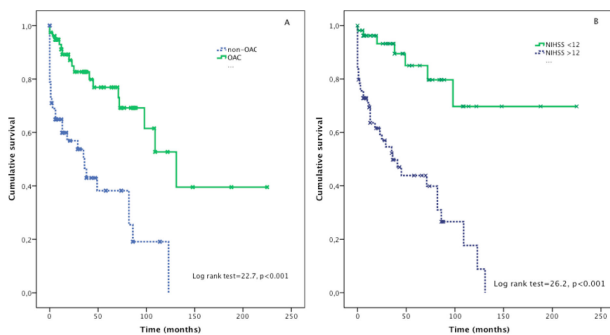 A
non-OAC
OAC
...
Cumulative survival
1,0
0,8
0,6
0,4
0,2
0,0
Log rank test=22.7, p<0.001
0
50
100
150
200
250
Time (months)
B
NIHSS <12
NIHSS >12
...
Cumulative survival
1,0
0,8
0,6
0,4
0,2
0,0
Log rank test=26.2, p<0.001
0
50
100
150
200
250
Time (months)